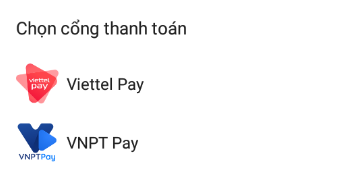 Chọn cổng thanh toán
viettel
pay
Viettel Pay
VNPTPay
VNPT Pay